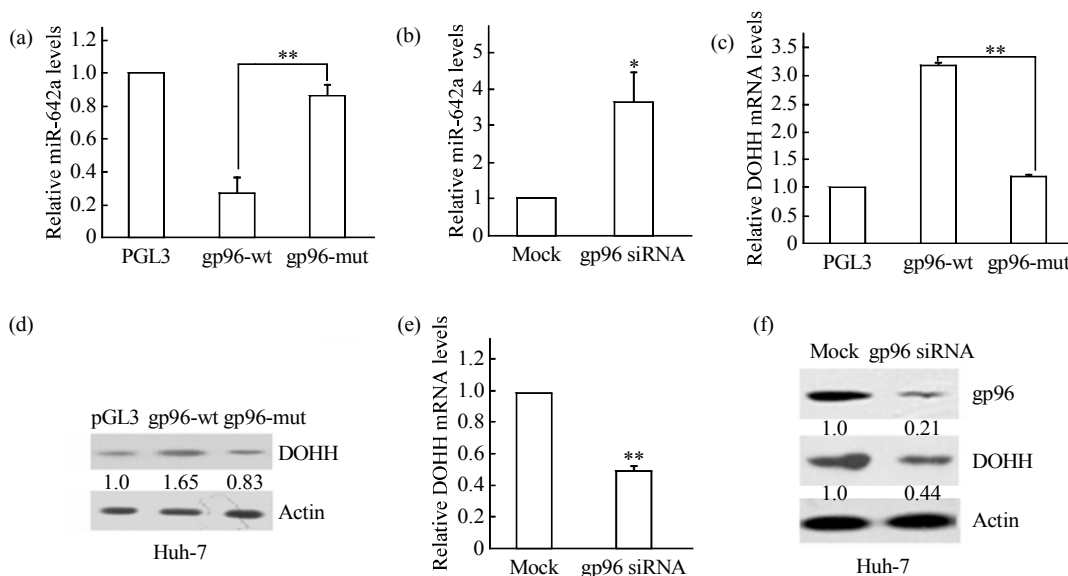 (a)
Relative miR-642a levels
1.2
1.0
0.8
0.6
0.4
0.2
0
**
PGL3 gp96-wt gp96-mut
(b)
Relative miR-642a levels
6
5
4
3
2
1
0
*
Mock gp96 siRNA
(c)
Relative DOHH mRNA levels
3.5
3.0
2.5
2.0
1.5
1.0
0.5
0
**
PGL3 gp96-wt gp96-mut
(d)
pGL3 gp96-wt gp96-mut
DOHH
1.0 1.65 0.83
Actin
Huh-7
(e)
Relative DOHH mRNA levels
1.2
1.0
0.8
0.6
0.4
0.2
0
**
Mock gp96 siRNA
(f)
Mock gp96 siRNA
gp96
1.0 0.21
DOHH
1.0 0.44
Actin
Huh-7